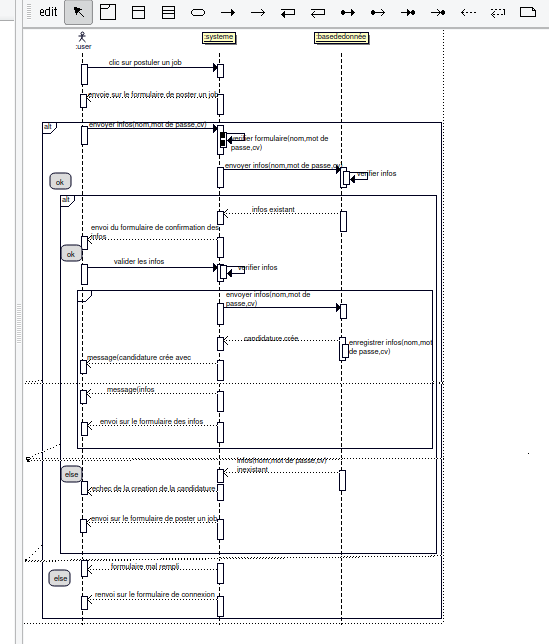 edit
:user
:systeme
:basededonnée
clic sur postuler un job
envoie sur le formulaire de poster un job
envoyer infos(nom,mot de passe,cv)
alt
verifier formulaire(nom,mot de
passe,cv)
envoyer infos(nom,mot de passe,cv)
verifier infos
ok
alt
infos existant
envoi du formulaire de confirmation des
infos
ok
valider les infos
verifier infos
envoyer infos(nom,mot de
passe,cv)
candidature crée
enregistrer infos(nom,mot
de passe,cv)
message(candidature crée avec
message(infos
envoi sur le formulaire des infos
infos(nom,mot de passe,cv)
inexistant
else
echec de la creation de la candidature
envoi sur le formulaire de poster un job
formulaire mal rempli
else
renvoi sur le formulaire de connexion